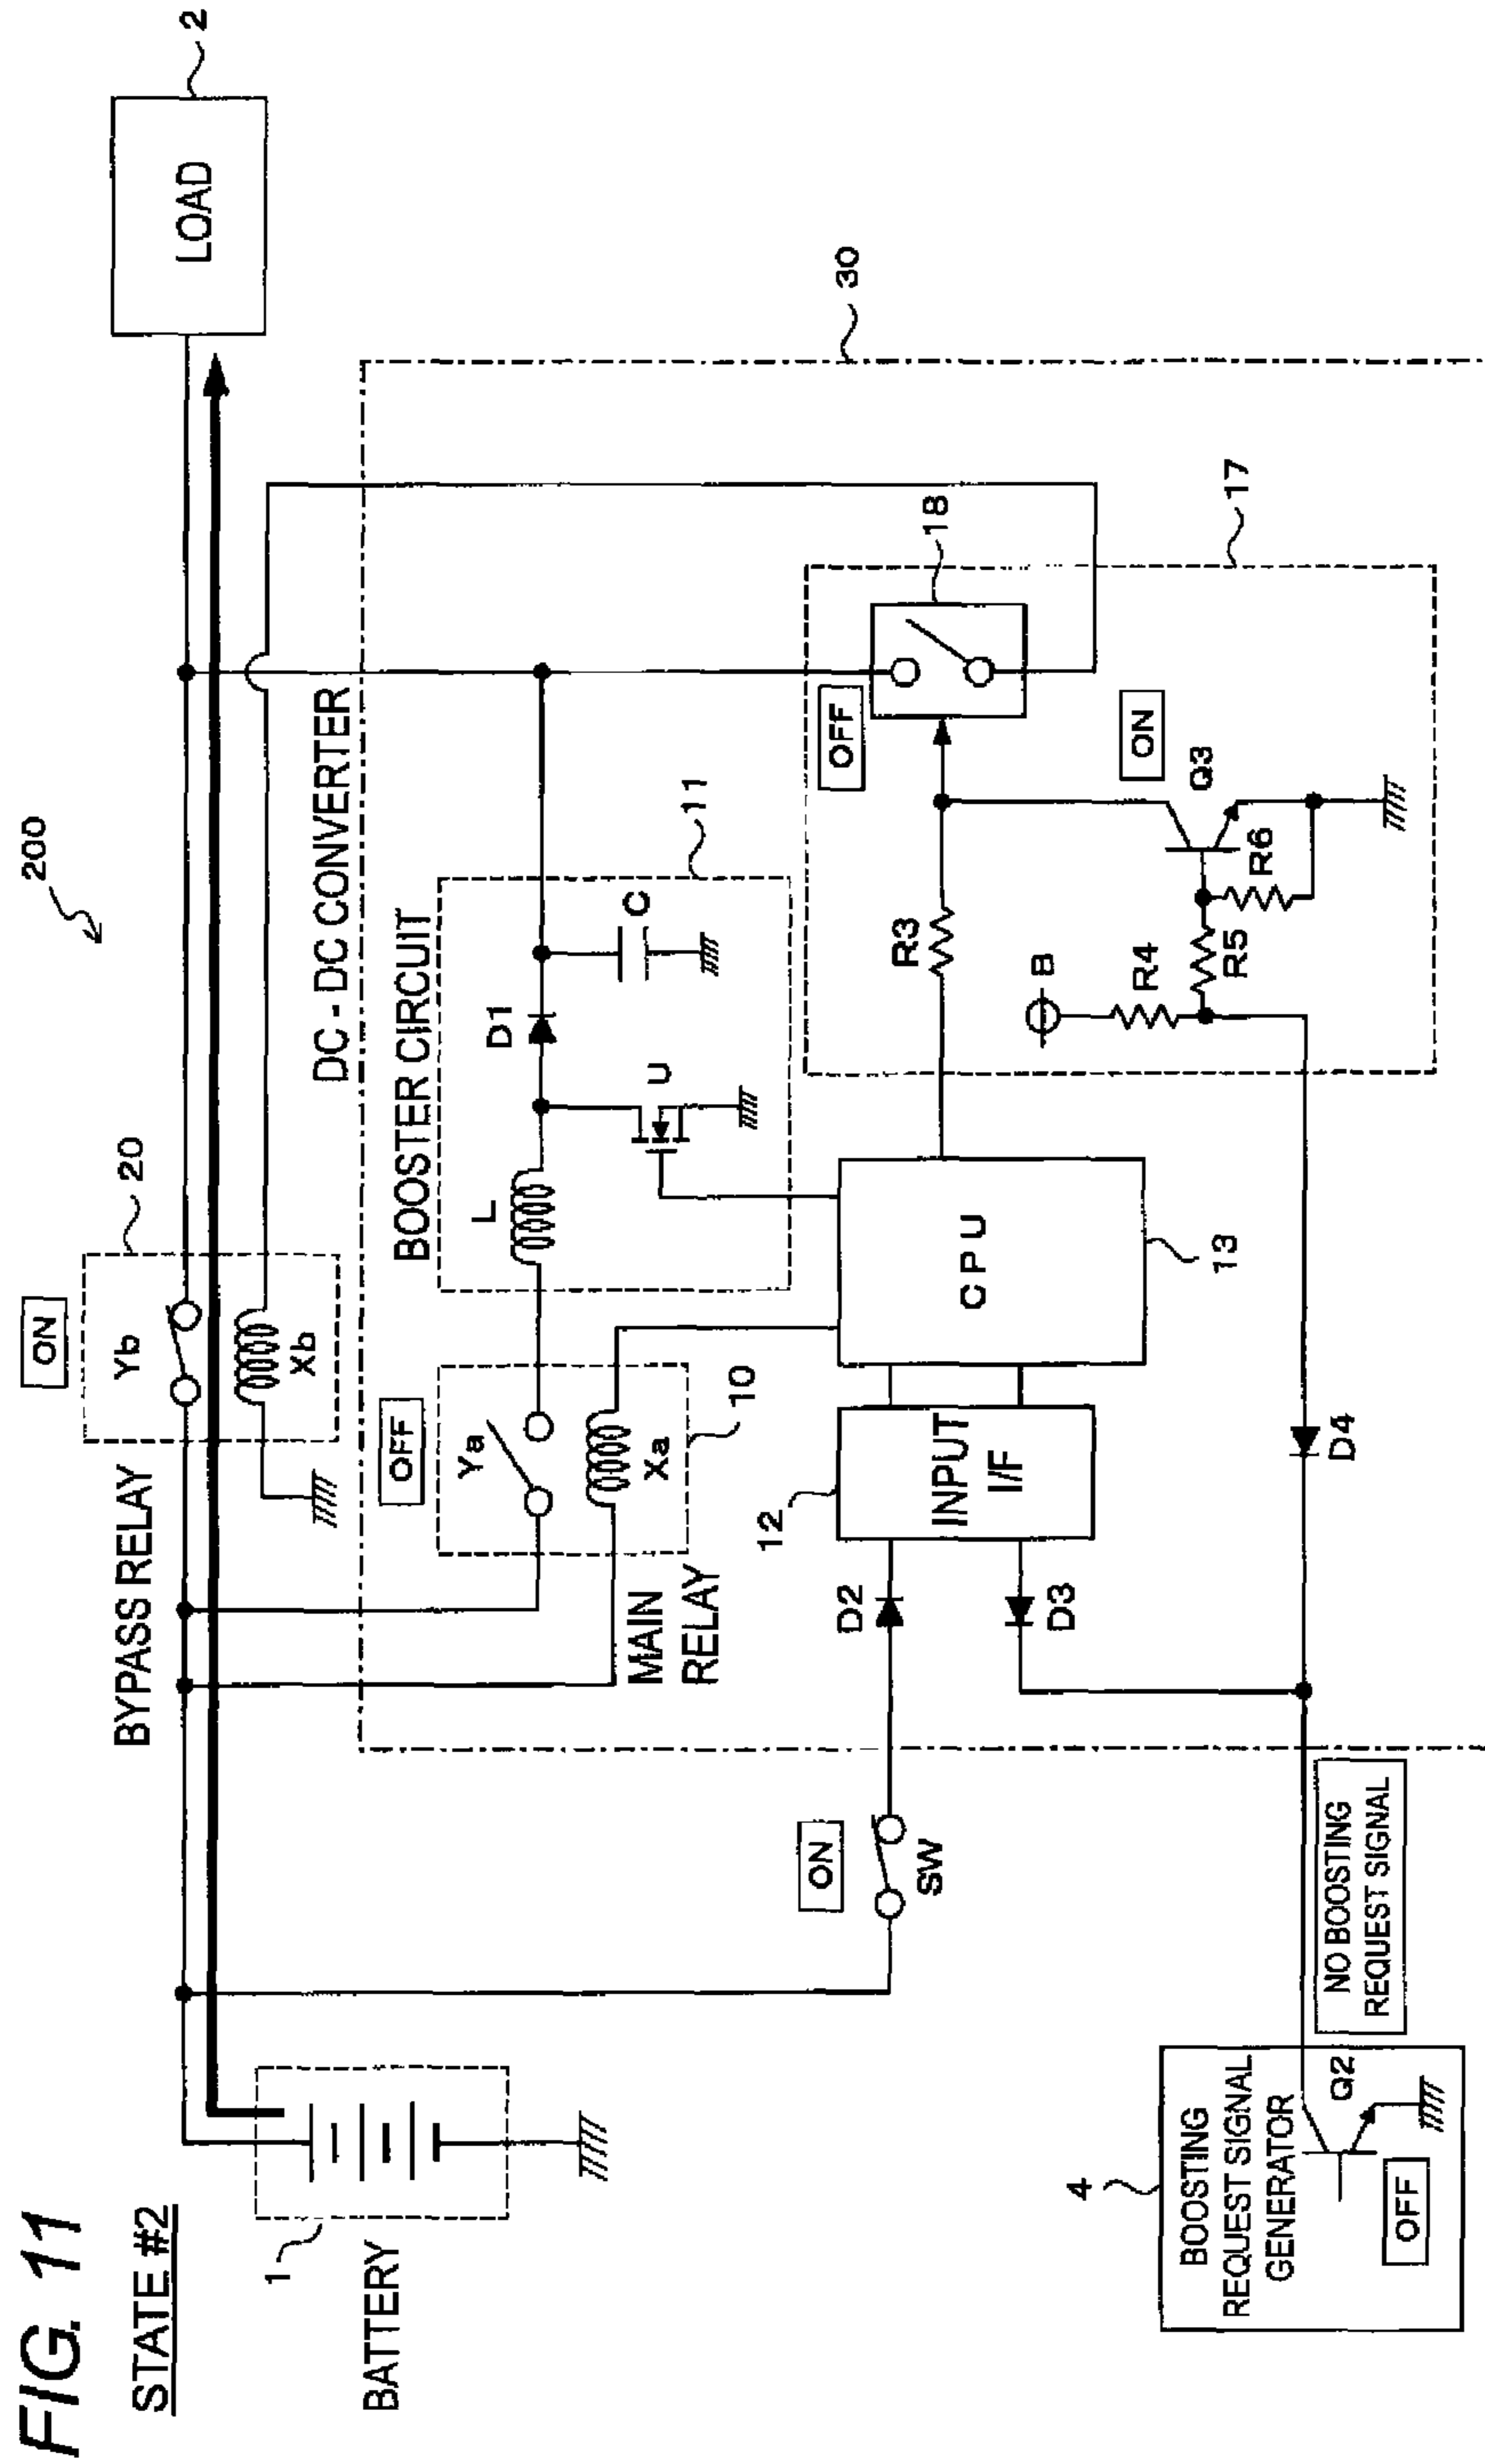 FIG. 11
STATE #2
200
BYPASS RELAY
ON
20
Yb
Xb
LOAD
2
DC - DC CONVERTER
30
BATTERY
1
OFF
Ya
Xa
10
MAIN
RELAY
BOOSTER CIRCUIT
11
L
D1
C
U
ON
SW
D2
D3
12
INPUT
I/F
CPU
13
R3
OFF
18
17
ON
Q3
B
R4
R5
R6
D4
4
BOOSTING
REQUEST SIGNAL
GENERATOR
Q2
OFF
NO BOOSTING
REQUEST SIGNAL